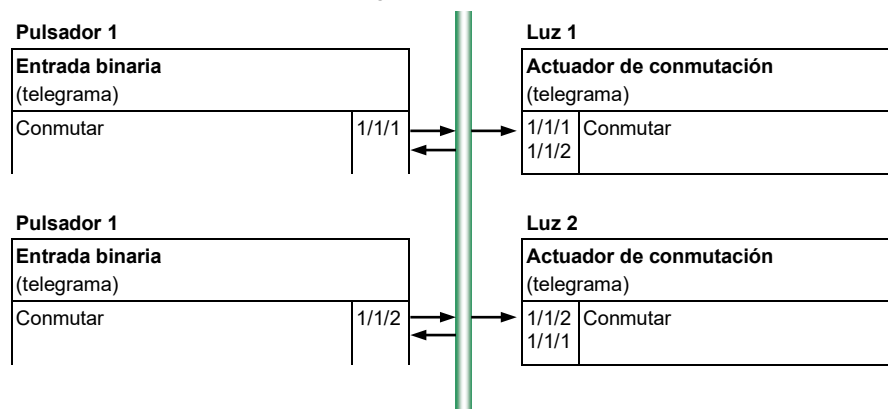 Pulsador 1
Luz 1
Entrada binaria
(telegrama)
Actuador de conmutación
(telegrama)
Conmutar 1/1/1
1/1/1 Conmutar
1/1/2
Pulsador 1
Luz 2
Entrada binaria
(telegrama)
Actuador de conmutación
(telegrama)
Conmutar 1/1/2
1/1/2 Conmutar
1/1/1